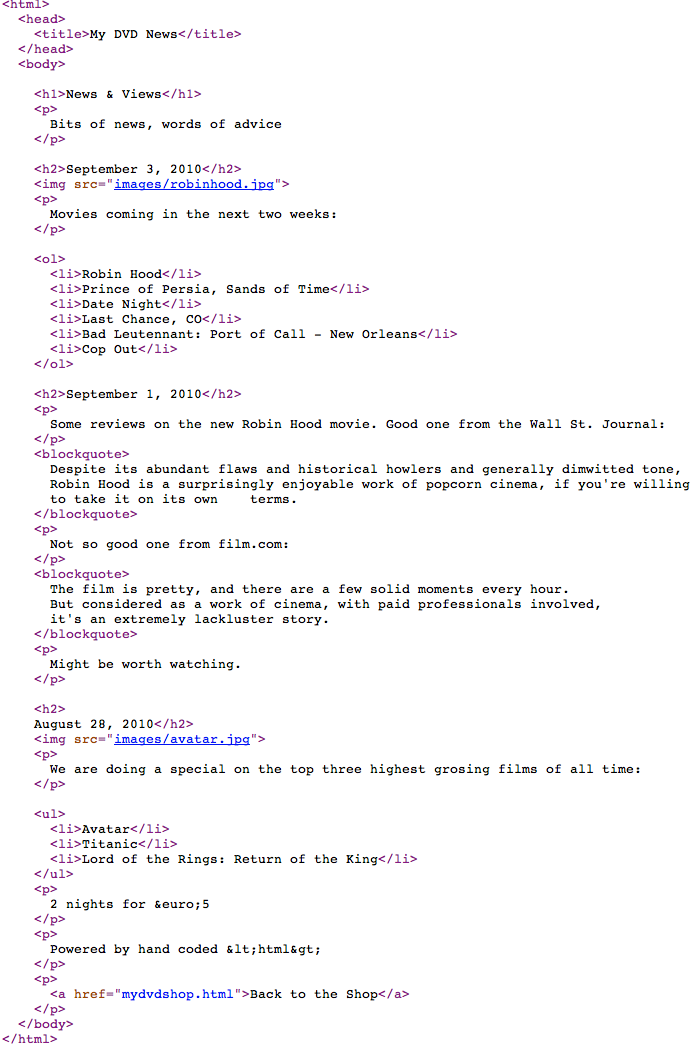 <html>
<head>
<title>My DVD News</title>
</head>
<body>
<h1>News & Views</h1>
<p>
Bits of news, words of advice
</p>
<h2>September 3, 2010</h2>
<img src="images/robinhood.jpg">
<p>
Movies coming in the next two weeks:
</p>
<ol>
<li>Robin Hood</li>
<li>Prince of Persia, Sands of Time</li>
<li>Date Night</li>
<li>Last Chance, CO</li>
<li>Bad Leutennant: Port of Call - New Orleans</li>
<li>Cop Out</li>
</ol>
<h2>September 1, 2010</h2>
<p>
Some reviews on the new Robin Hood movie. Good one from the Wall St. Journal:
</p>
<blockquote>
Despite its abundant flaws and historical howlers and generally dimwitted tone,
Robin Hood is a surprisingly enjoyable work of popcorn cinema, if you're willing
to take it on its own    terms.
</blockquote>
<p>
Not so good one from film.com:
</p>
<blockquote>
The film is pretty, and there are a few solid moments every hour.
But considered as a work of cinema, with paid professionals involved,
it's an extremely lackluster story.
</blockquote>
<p>
Might be worth watching.
</p>
<h2>
August 28, 2010</h2>
<img src="images/avatar.jpg">
<p>
We are doing a special on the top three highest grosing films of all time:
</p>
<ul>
<li>Avatar</li>
<li>Titanic</li>
<li>Lord of the Rings: Return of the King</li>
</ul>
<p>
2 nights for &euro;5
</p>
<p>
Powered by hand coded &lt;html&gt;
</p>
<p>
<a href="mydvdshop.html">Back to the Shop</a>
</p>
</body>
</html>